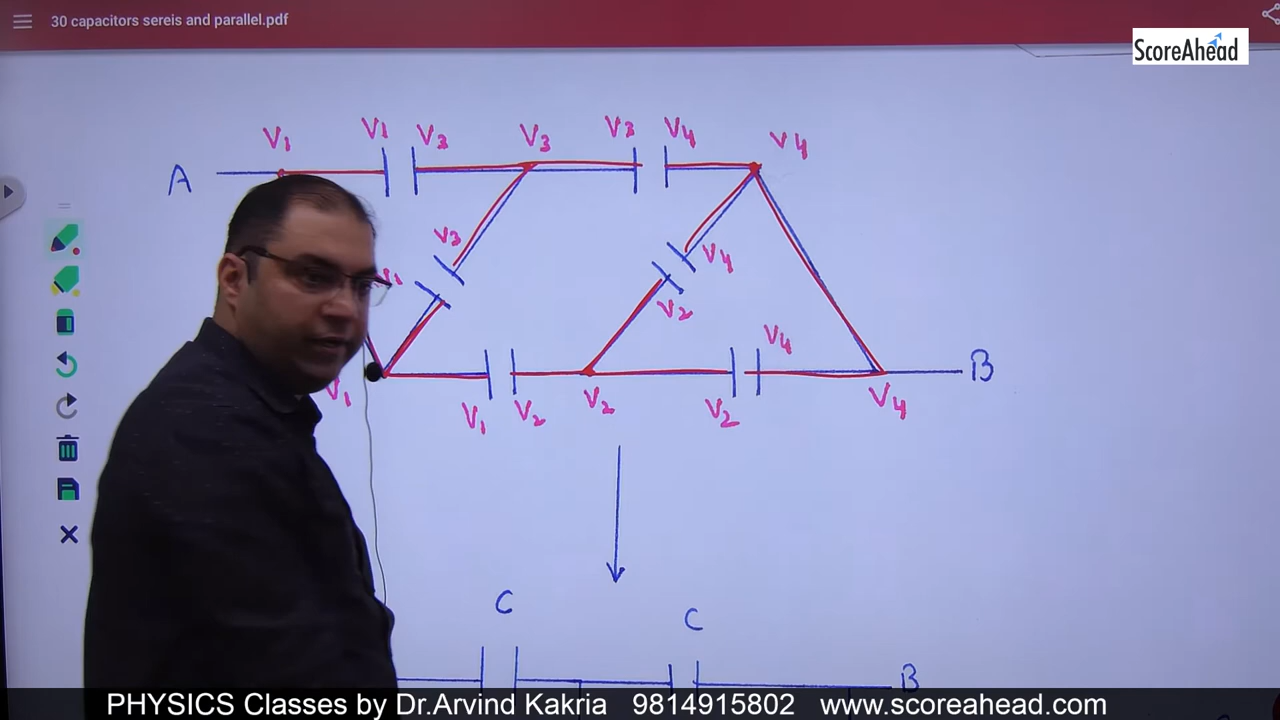 30 capacitors sereis and parallel.pdf
ScoreAhead
V1 V1 V3 V3 V3 V4 V4
A
V3
V1
V4
V2
V4
B
V1
V1 V2 V2 V2 V4
C C
B
PHYSICS Classes by Dr.Arvind Kakria 9814915802 www.scoreahead.com